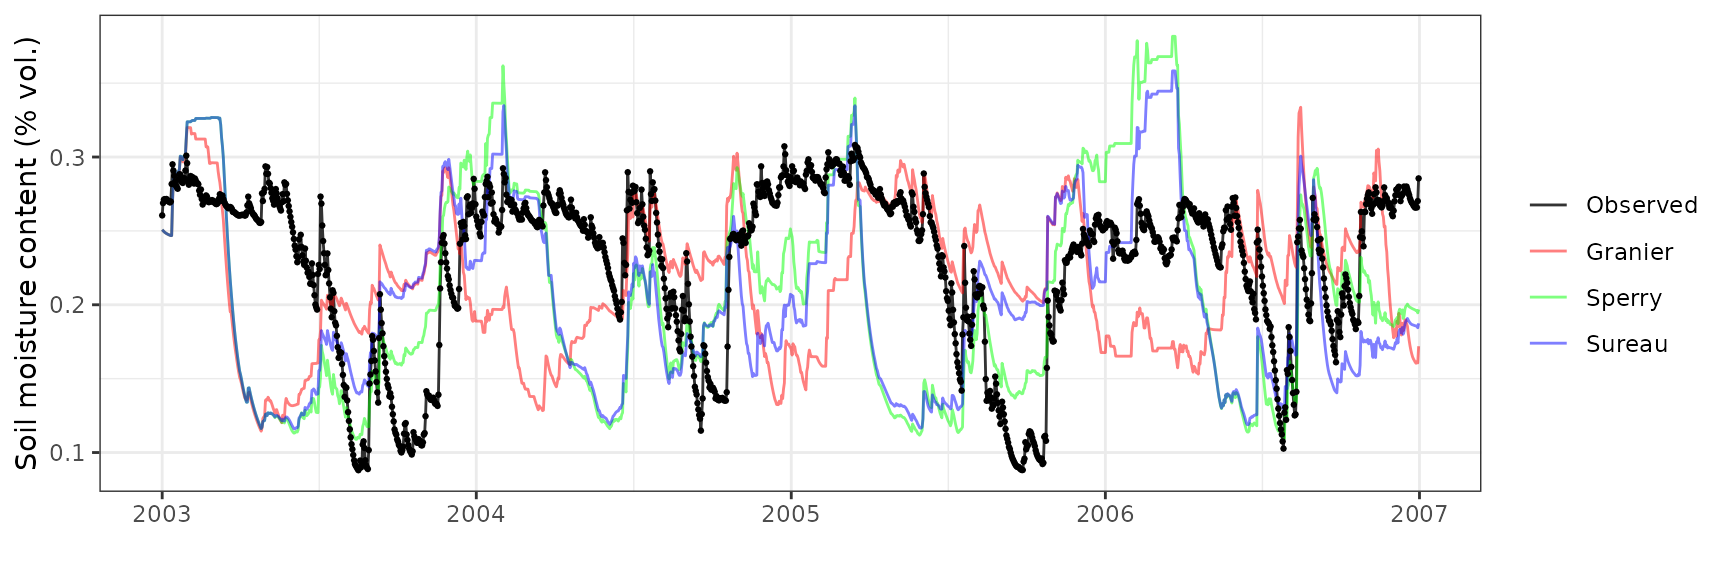 Soil moisture content (% vol.)
0.3
0.2
0.1
2003 2004 2005 2006 2007
Observed
Granier
Sperry
Sureau